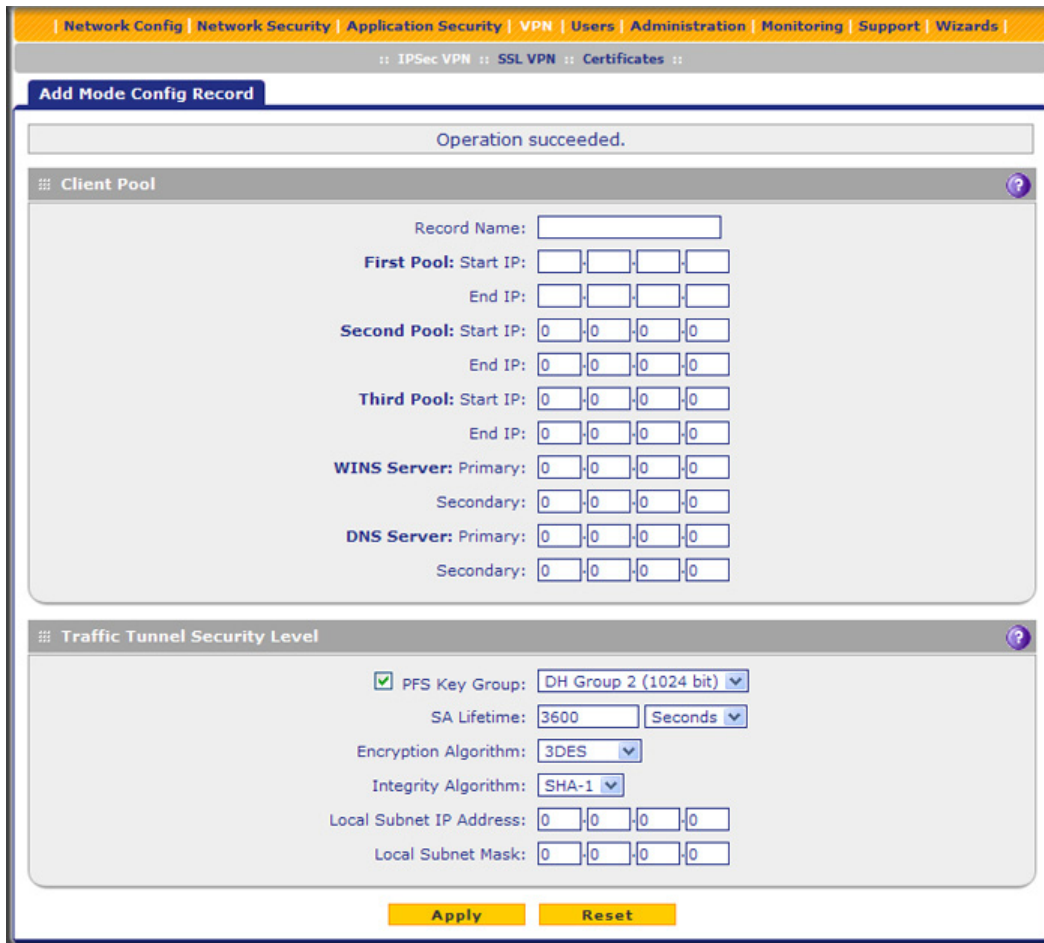 | Network Config | Network Security | Application Security | VPN | Users | Administration | Monitoring | Support | Wizards |
:: IPSec VPN :: SSL VPN :: Certificates ::
Add Mode Config Record
Operation succeeded.
Client Pool ?
Record Name:
First Pool: Start IP: . . .
End IP: . . .
Second Pool: Start IP: 0 . 0 . 0 . 0
End IP: 0 . 0 . 0 . 0
Third Pool: Start IP: 0 . 0 . 0 . 0
End IP: 0 . 0 . 0 . 0
WINS Server: Primary: 0 . 0 . 0 . 0
Secondary: 0 . 0 . 0 . 0
DNS Server: Primary: 0 . 0 . 0 . 0
Secondary: 0 . 0 . 0 . 0
Traffic Tunnel Security Level ?
PFS Key Group: DH Group 2 (1024 bit)
SA Lifetime: 3600 Seconds
Encryption Algorithm: 3DES
Integrity Algorithm: SHA-1
Local Subnet IP Address: 0 . 0 . 0 . 0
Local Subnet Mask: 0 . 0 . 0 . 0
Apply Reset